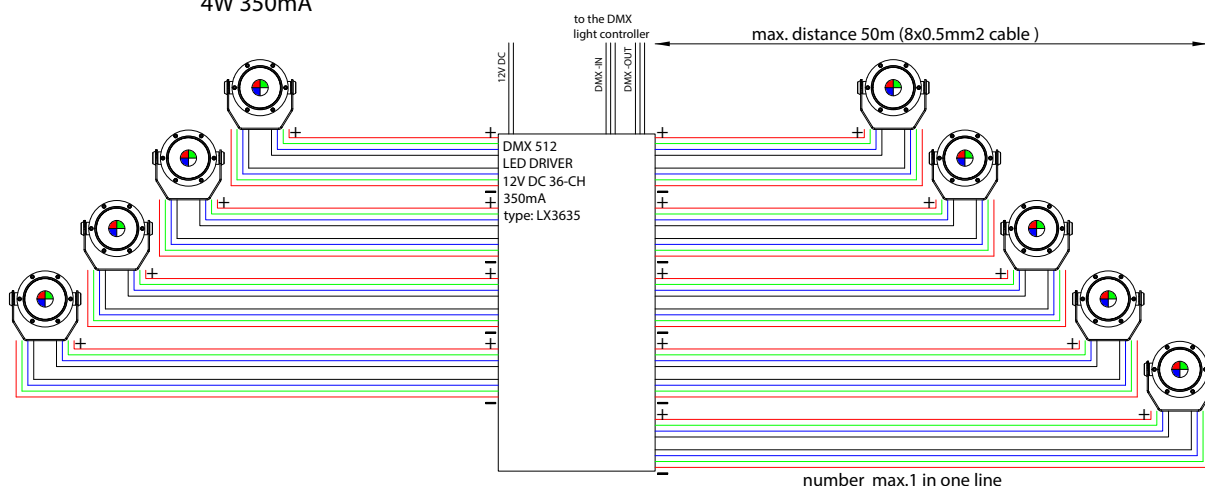 4W 350mA
to the DMX
light controller
max. distance 50m (8x0.5mm2 cable )
12V DC
DMX -IN
DMX -OUT
DMX 512
LED DRIVER
12V DC 36-CH
350mA
type: LX3635
number max.1 in one line